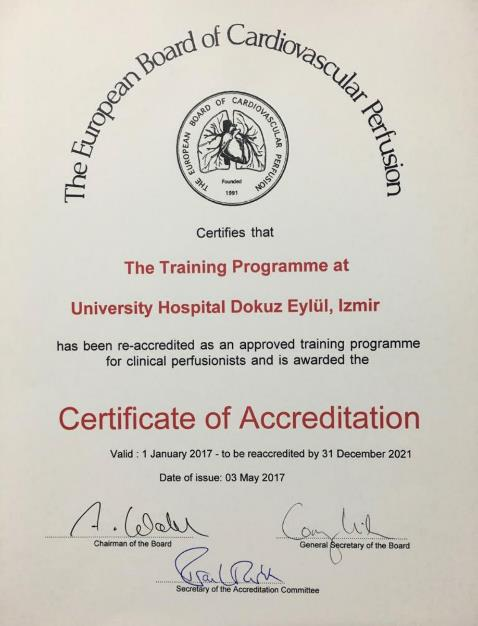 The European Board of Cardiovascular Perfusion
THE EUROPEAN BOARD OF CARDIOVASCULAR PERFUSION
Founded
1991
Certifies that
The Training Programme at
University Hospital Dokuz Eylül, Izmir
has been re-accredited as an approved training programme
for clinical perfusionists and is awarded the
Certificate of Accreditation
Valid : 1 January 2017 - to be reaccredited by 31 December 2021
Date of issue: 03 May 2017
Chairman of the Board
General Secretary of the Board
Secretary of the Accreditation Committee